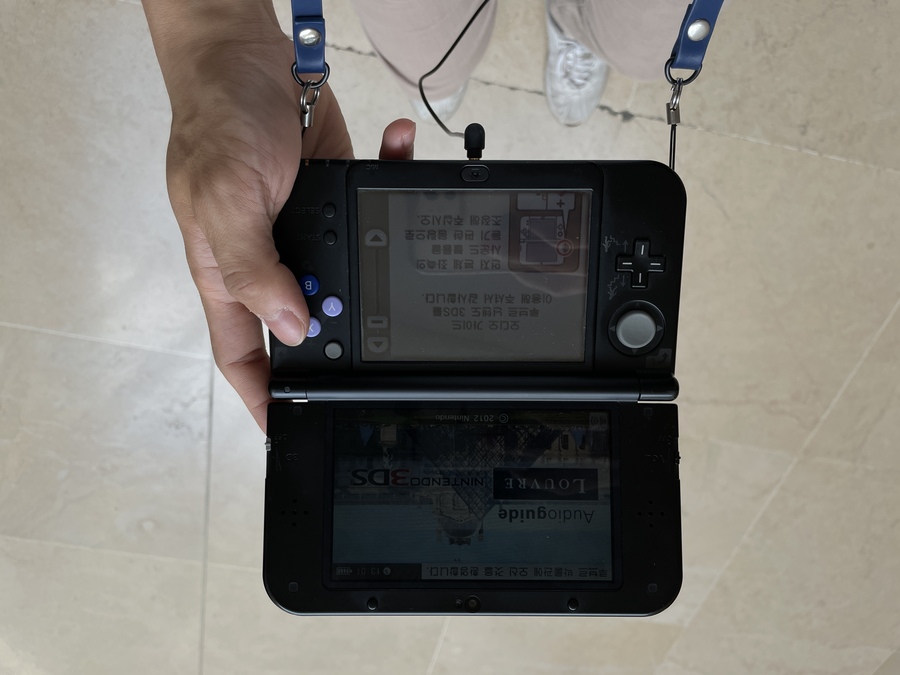 루브르 박물관에 오신 것을 환영합니다.
Audioguide
LOUVRE
NINTENDO 3DS
© 2012 Nintendo
오디오 가이드
루브르 닌텐도 3DS를
이용해 주셔서 감사합니다.
먼저 본체 좌측의
사운드 볼륨을
듣기 편한 음량으로
조정해 주십시오.
X
Y
B
START
SELECT